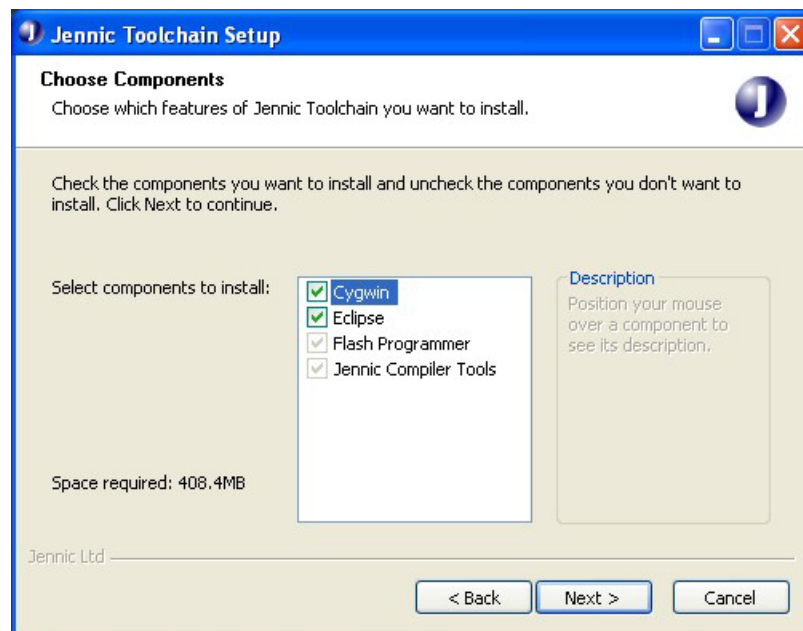 Jennic Toolchain Setup
Choose Components
Choose which features of Jennic Toolchain you want to install.
J
Check the components you want to install and uncheck the components you don't want to
install. Click Next to continue.
Select components to install:
Cygwin
Eclipse
Flash Programmer
Jennic Compiler Tools
Description
Position your mouse
over a component to
see its description.
Space required: 408.4MB
Jennic Ltd
< Back
Next >
Cancel